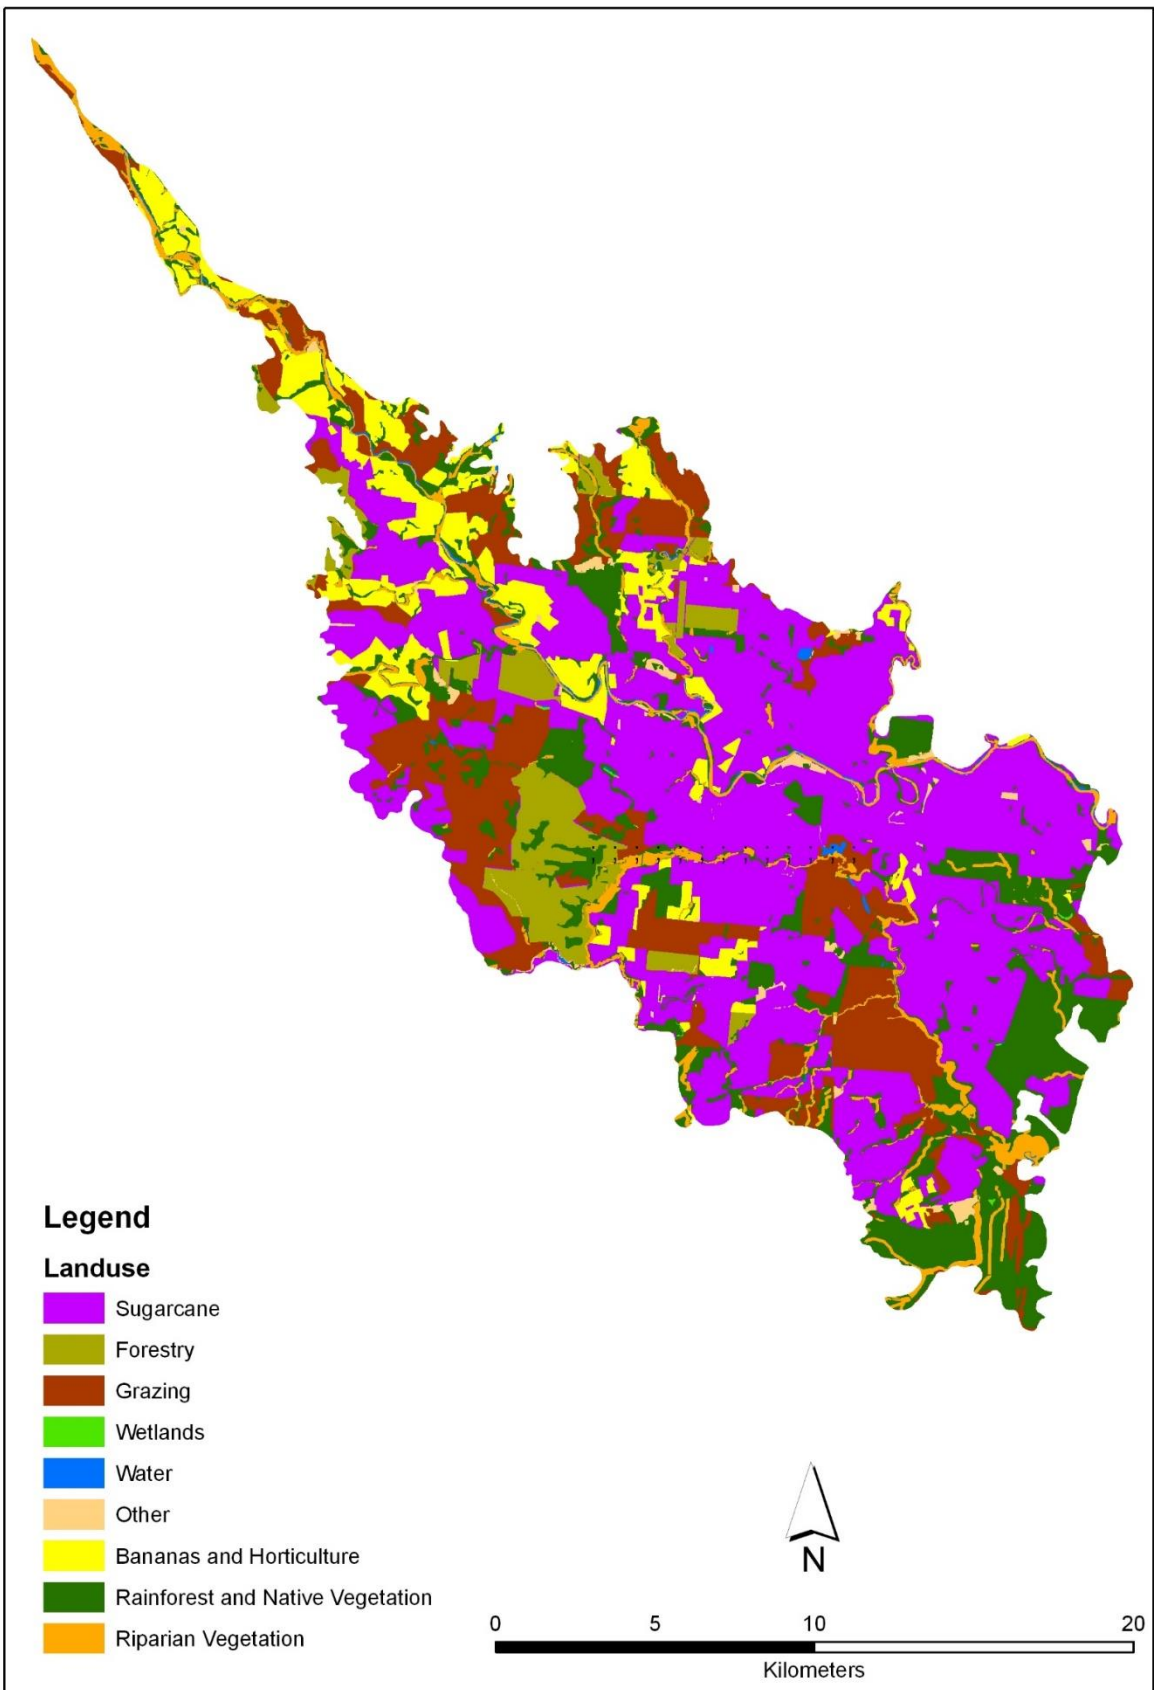 Legend
Landuse
Sugarcane
Forestry
Grazing
Wetlands
Water
Other
Bananas and Horticulture
Rainforest and Native Vegetation
Riparian Vegetation
N
0 5 10 20
Kilometers